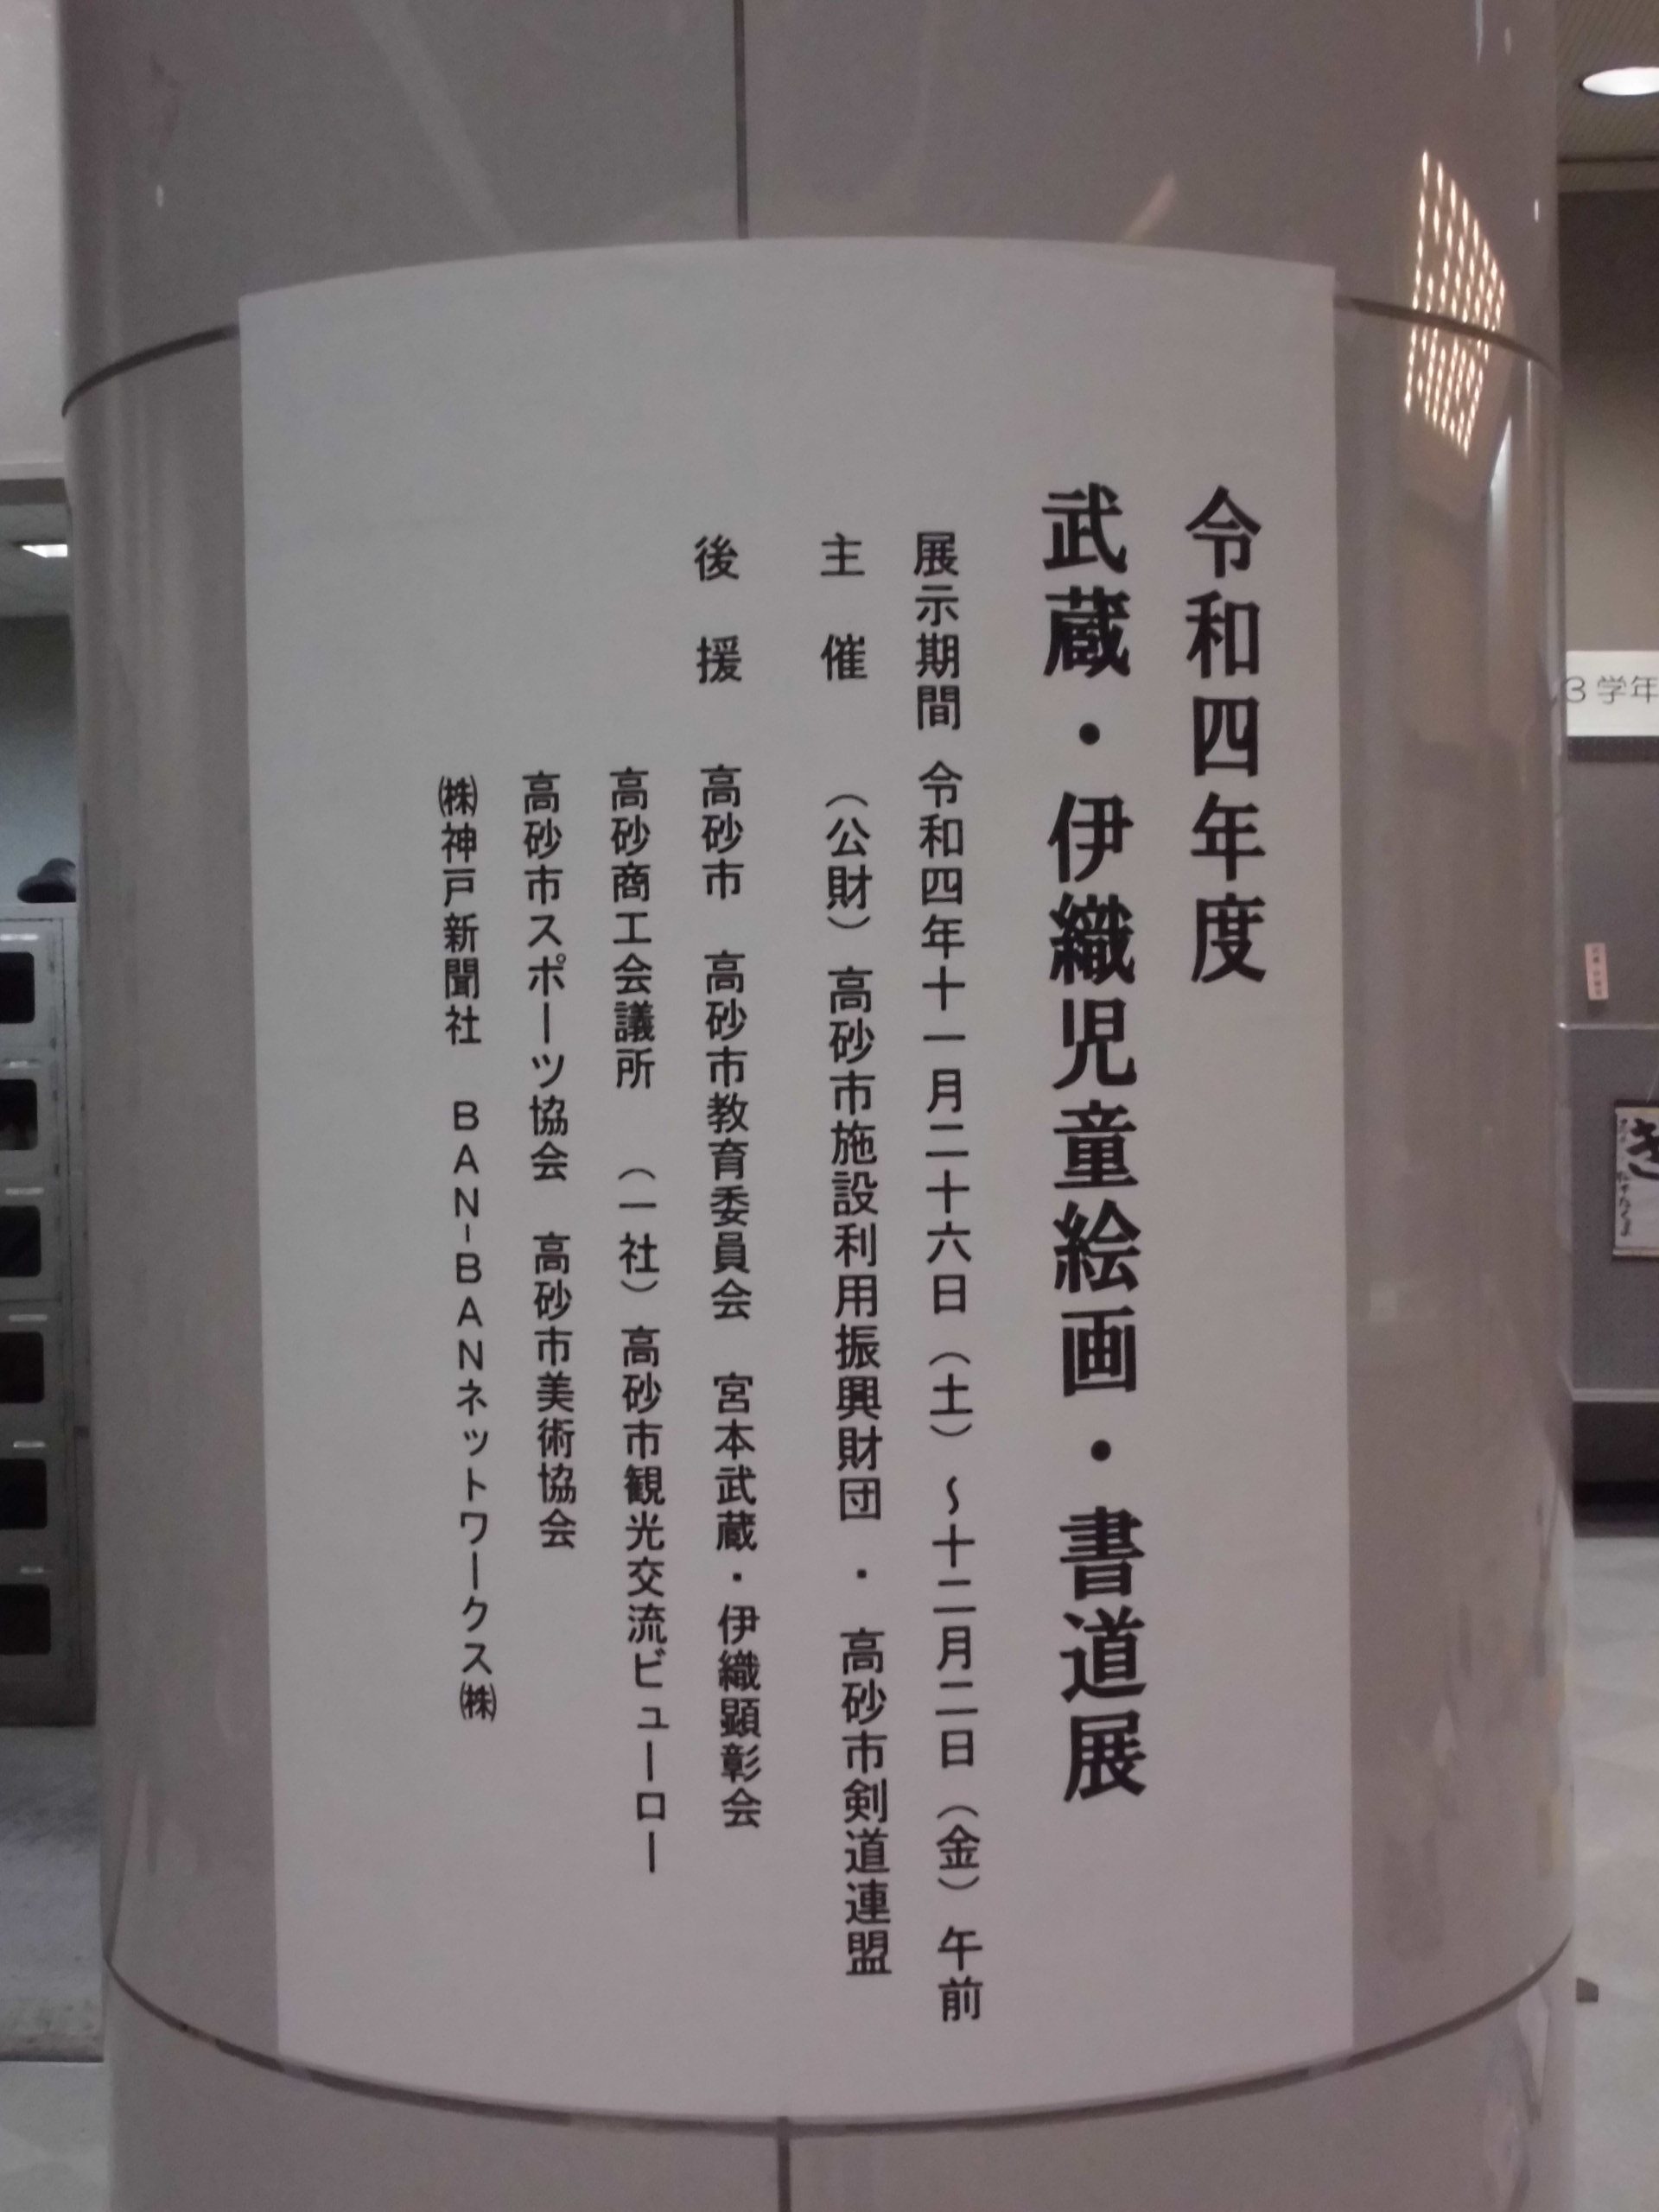 令和四年度
武蔵・伊織児童絵画・書道展
展示期間 令和四年十一月二十六日（土）～十二月二日（金）午前
主催 （公財）高砂市施設利用振興財団 ・ 高砂市剣道連盟
後援 高砂市 高砂市教育委員会 宮本武蔵・伊織顕彰会
高砂商工会議所 （一社）高砂市観光交流ビューロー
高砂市スポーツ協会 高砂市美術協会
㈱神戸新聞社 BAN-BANネットワークス㈱
3学年